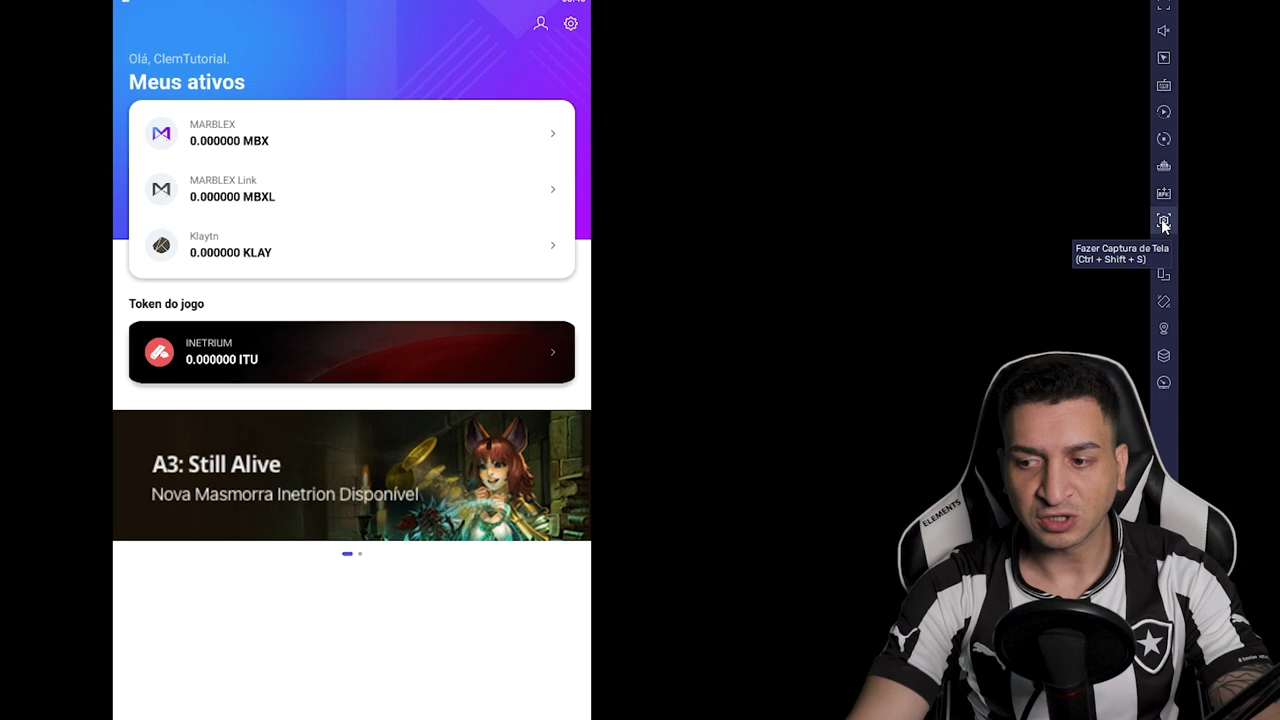 Olá, ClemTutorial.
Meus ativos
MARBLEX
0.000000 MBX
MARBLEX Link
0.000000 MBXL
Klaytn
0.000000 KLAY
Token do jogo
INETRIUM
0.000000 ITU
A3: Still Alive
Nova Masmorra Inetrion Disponível
Fazer Captura de Tela
(Ctrl + Shift + S)
ELEMENTS